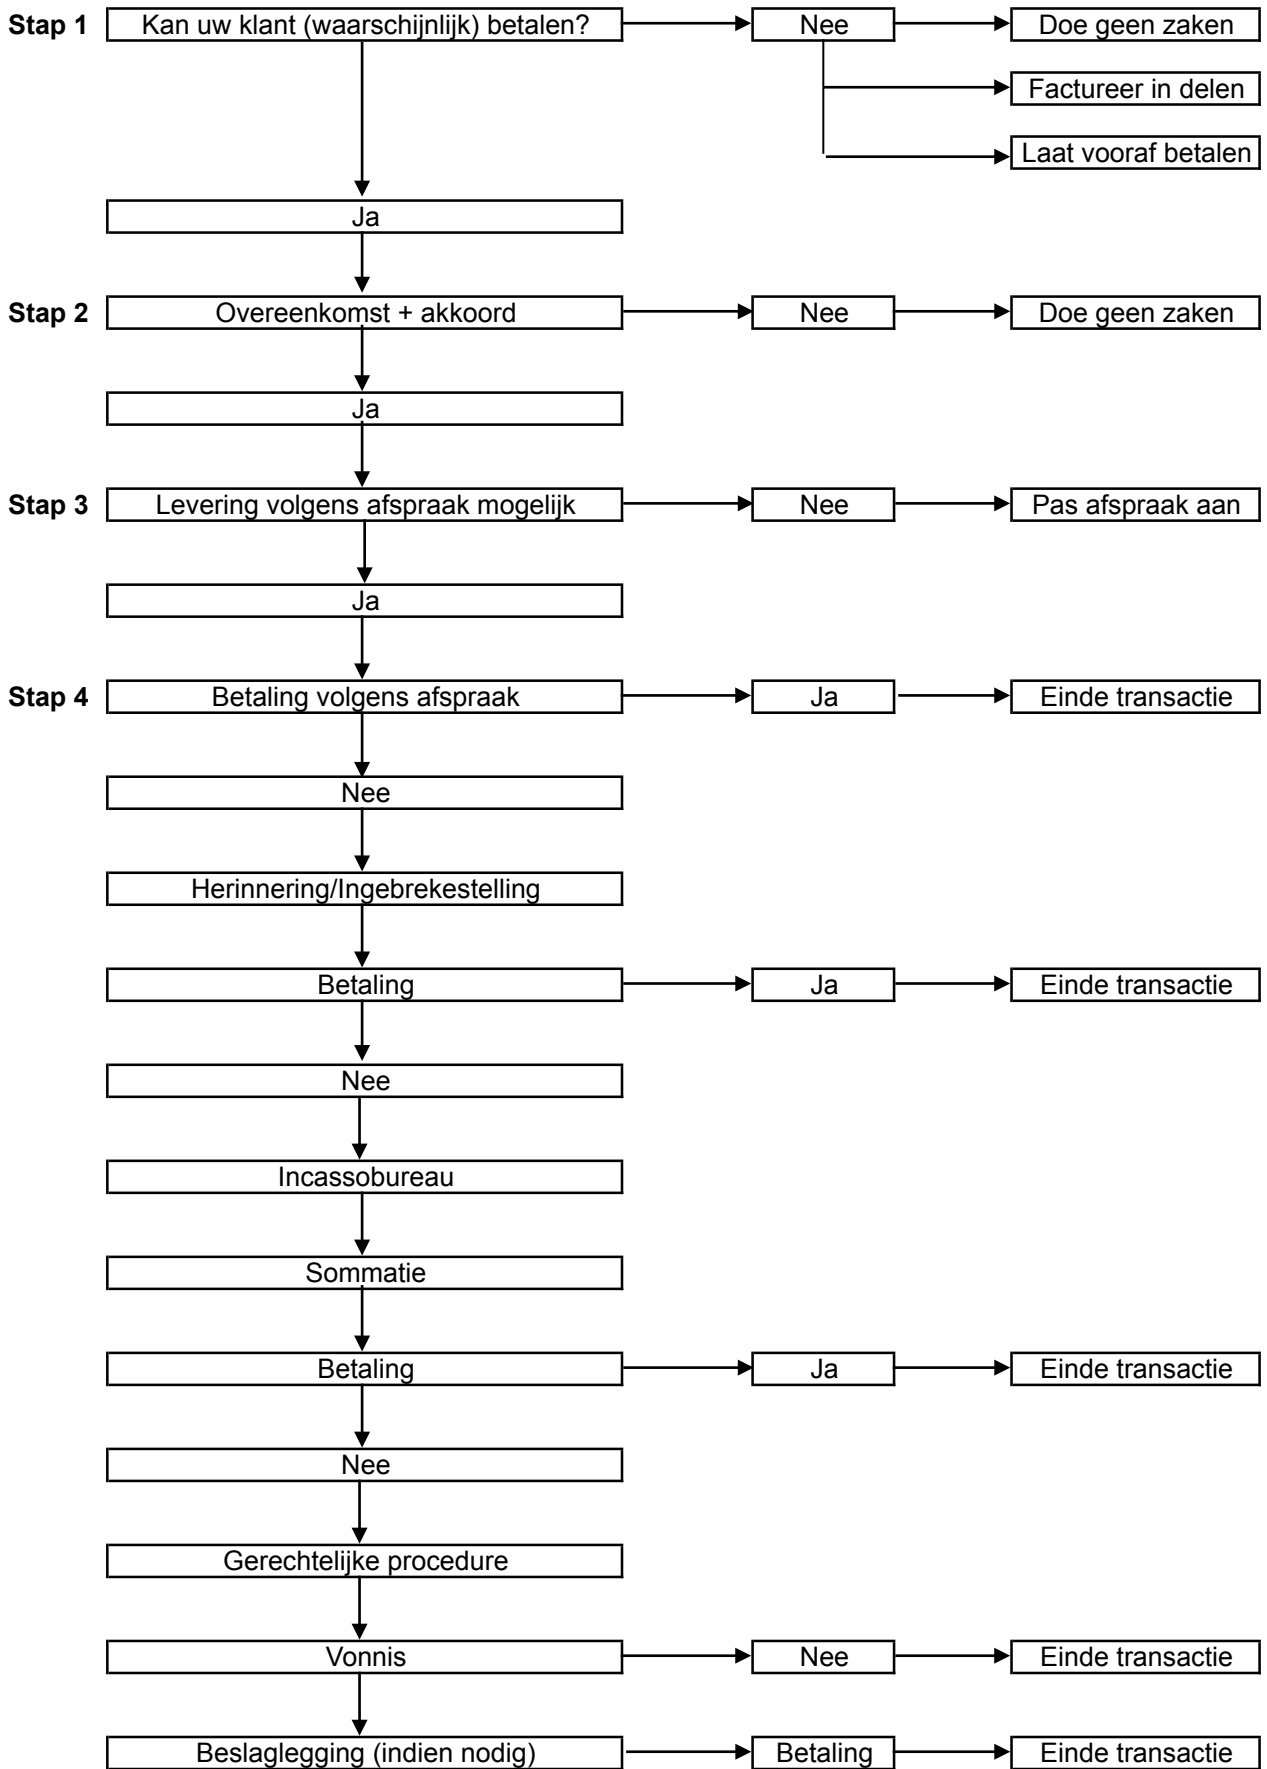 Stap 1 Kan uw klant (waarschijnlijk) betalen? Nee Doe geen zaken
Factureer in delen
Laat vooraf betalen
Ja
Stap 2 Overeenkomst + akkoord Nee Doe geen zaken
Ja
Stap 3 Levering volgens afspraak mogelijk Nee Pas afspraak aan
Ja
Stap 4 Betaling volgens afspraak Ja Einde transactie
Nee
Herinnering/Ingebrekestelling
Betaling Ja Einde transactie
Nee
Incassobureau
Sommatie
Betaling Ja Einde transactie
Nee
Gerechtelijke procedure
Vonnis Nee Einde transactie
Beslaglegging (indien nodig) Betaling Einde transactie